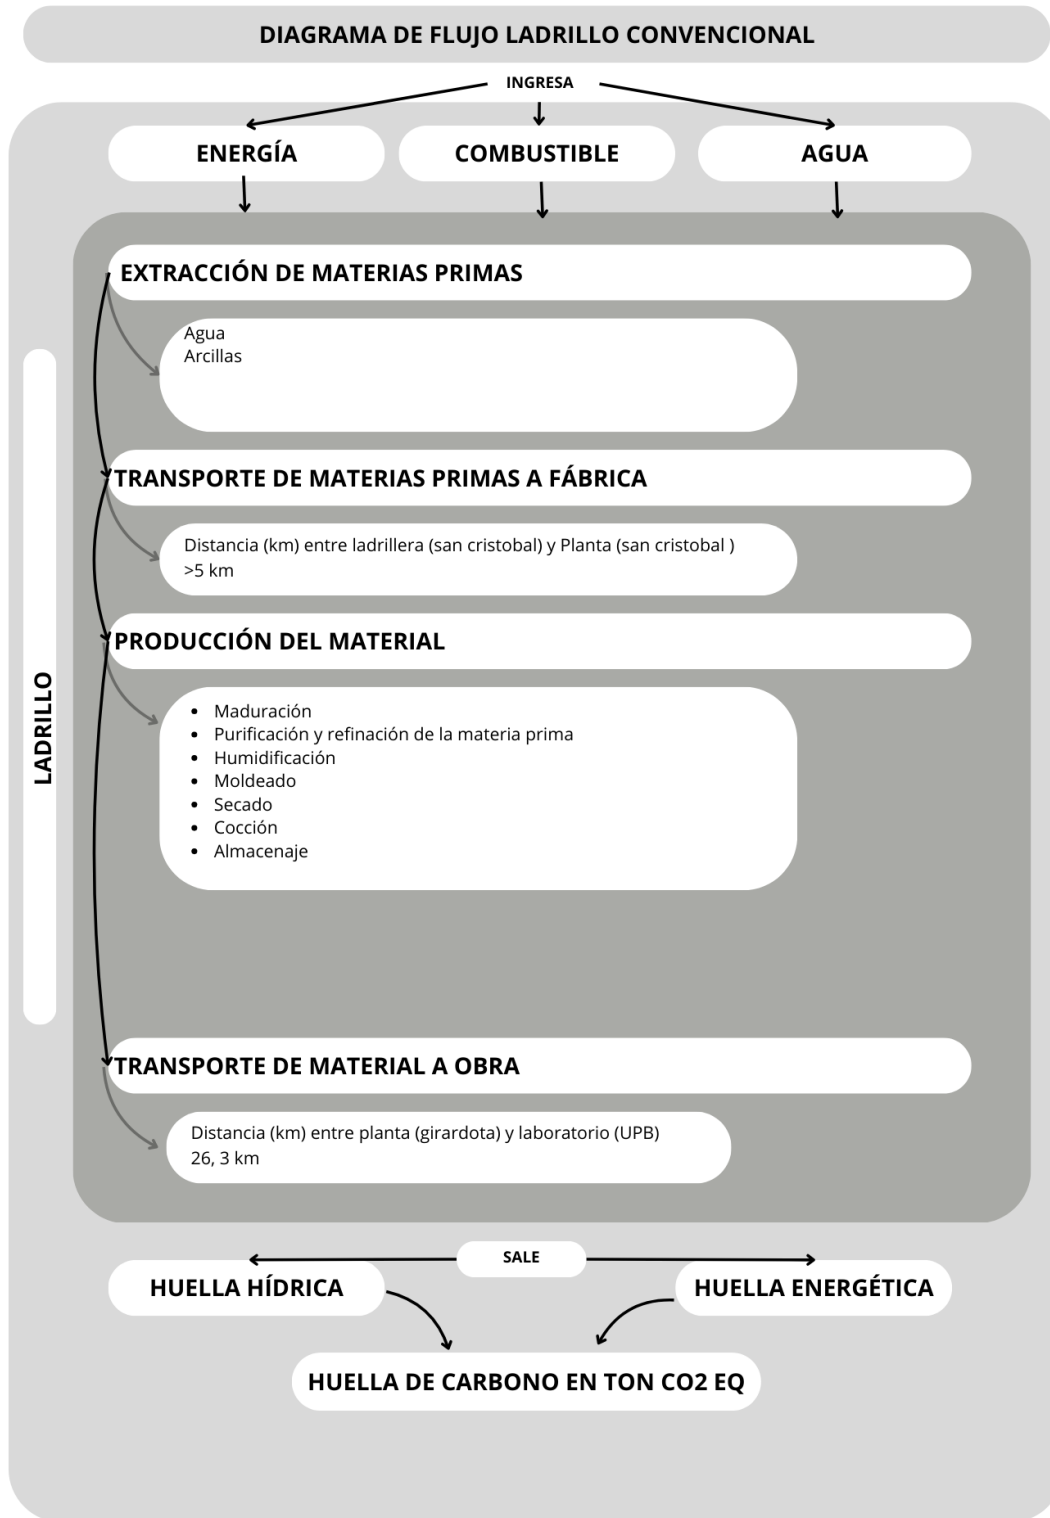 DIAGRAMA DE FLUJO LADRILLO CONVENCIONAL
INGRESA
ENERGÍA
COMBUSTIBLE
AGUA
EXTRACCIÓN DE MATERIAS PRIMAS
Agua
Arcillas
TRANSPORTE DE MATERIAS PRIMAS A FÁBRICA
Distancia (km) entre ladrillera (san cristobal) y Planta (san cristobal )
>5 km
PRODUCCIÓN DEL MATERIAL
• Maduración
• Purificación y refinación de la materia prima
• Humidificación
• Moldeado
• Secado
• Cocción
• Almacenaje
LADRILLO
TRANSPORTE DE MATERIAL A OBRA
Distancia (km) entre planta (girardota) y laboratorio (UPB)
26, 3 km
SALE
HUELLA HÍDRICA
HUELLA ENERGÉTICA
HUELLA DE CARBONO EN TON CO2 EQ